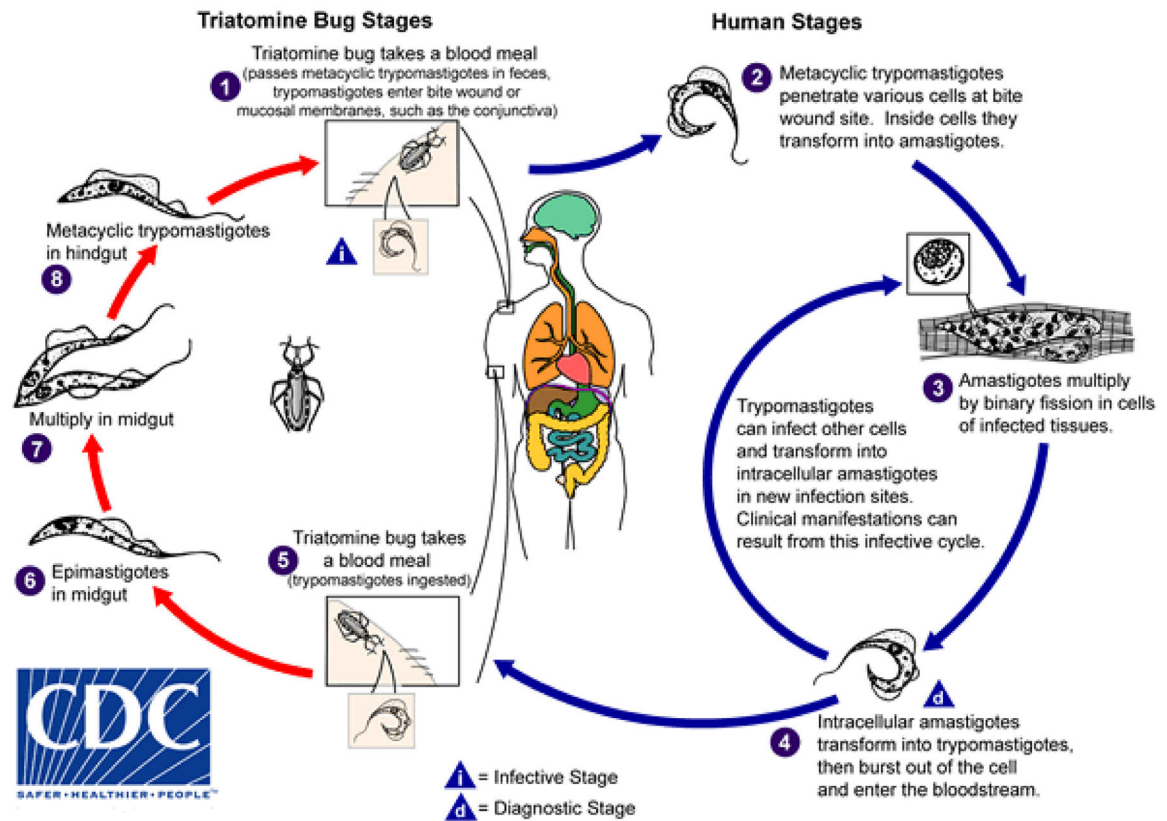 Triatomine Bug Stages
Human Stages
Triatomine bug takes a blood meal
(passes metacyclic trypomastigotes in feces,
trypomastigotes enter bite wound or
mucosal membranes, such as the conjunctiva)
1
i
2
Metacyclic trypomastigotes
penetrate various cells at bite
wound site. Inside cells they
transform into amastigotes.
3
Amastigotes multiply
by binary fission in cells
of infected tissues.
Trypomastigotes
can infect other cells
and transform into
intracellular amastigotes
in new infection sites.
Clinical manifestations can
result from this infective cycle.
d
4
Intracellular amastigotes
transform into trypomastigotes,
then burst out of the cell
and enter the bloodstream.
5
Triatomine bug takes
a blood meal
(trypomastigotes ingested)
6
Epimastigotes
in midgut
Multiply in midgut
7
Metacyclic trypomastigotes
in hindgut
8
CDC
SAFER·HEALTHIER·PEOPLE™
i = Infective Stage
d = Diagnostic Stage